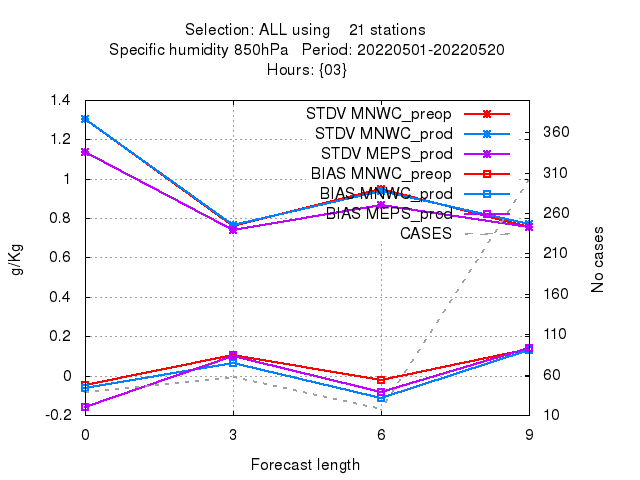 Selection: ALL using 21 stations
Specific humidity 850hPa Period: 20220501-20220520
Hours: {03}
1.4
1.2
1
0.8
0.6
0.4
0.2
0
-0.2
g/Kg
STDV MNWC_preop
STDV MNWC_prod
STDV MEPS_prod
BIAS MNWC_preop
BIAS MNWC_prod
BIAS MEPS_prod
CASES
360
310
260
210
160
110
60
10
No cases
0 3 6 9
Forecast length